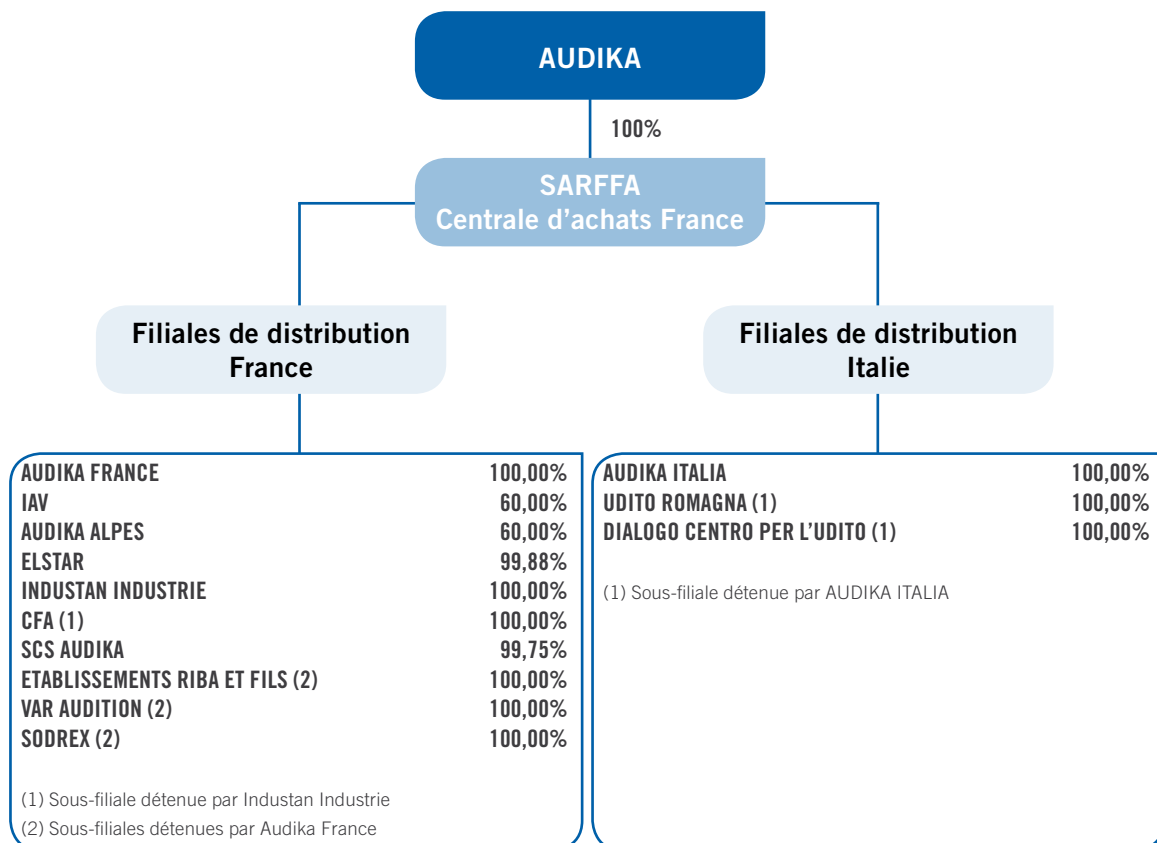 AUDIKA
100%
SARFFA
Centrale d'achats France
Filiales de distribution
France
AUDIKA FRANCE 100,00%
IAV 60,00%
AUDIKA ALPES 60,00%
ELSTAR 99,88%
INDUSTAN INDUSTRIE 100,00%
CFA (1) 100,00%
SCS AUDIKA 99,75%
ETABLISSEMENTS RIBA ET FILS (2) 100,00%
VAR AUDITION (2) 100,00%
SODREX (2) 100,00%
(1) Sous-filiale détenue par Industan Industrie
(2) Sous-filiales détenues par Audika France
Filiales de distribution
Italie
AUDIKA ITALIA 100,00%
UDITO ROMAGNA (1) 100,00%
DIALOGO CENTRO PER L'UDITO (1) 100,00%
(1) Sous-filiale détenue par AUDIKA ITALIA